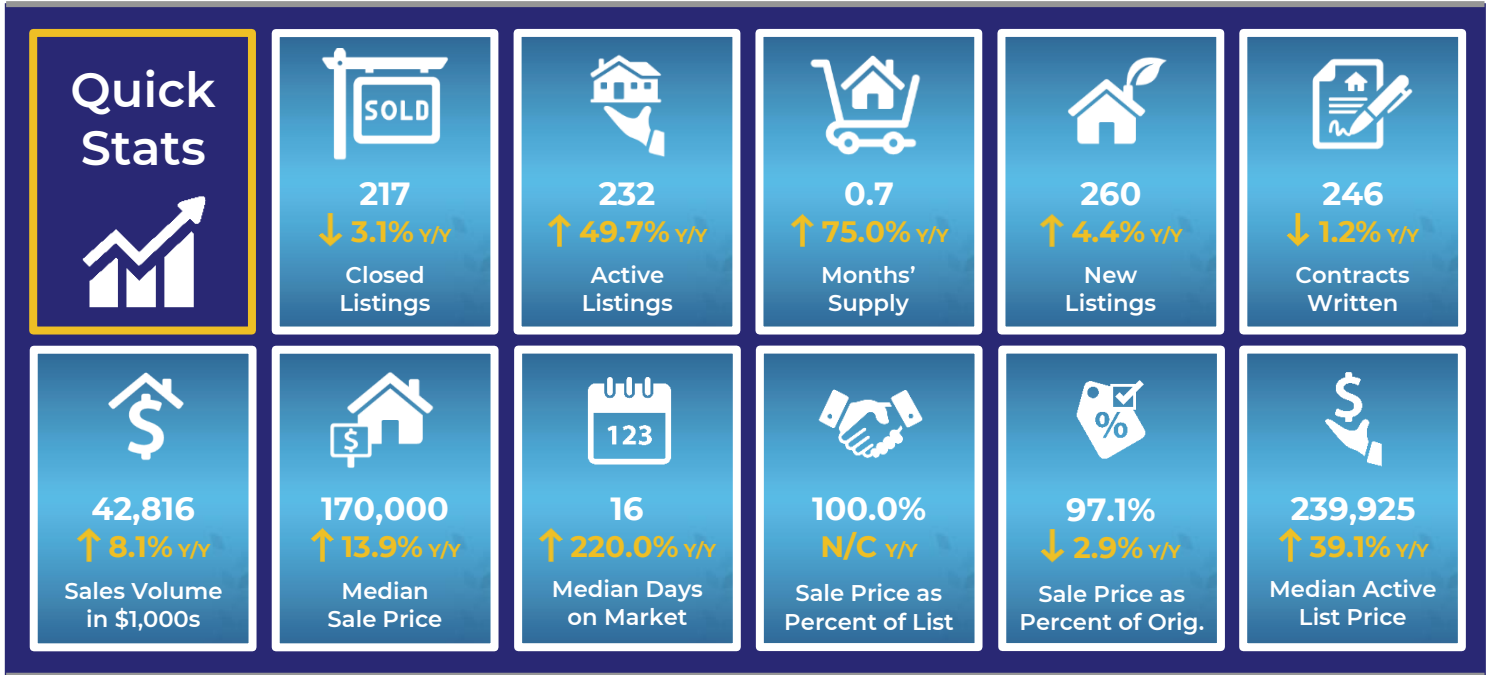 Quick
Stats
SOLD
217
↓ 3.1% Y/Y
Closed
Listings
232
↑ 49.7% Y/Y
Active
Listings
0.7
↑ 75.0% Y/Y
Months’
Supply
260
↑ 4.4% Y/Y
New
Listings
246
↓ 1.2% Y/Y
Contracts
Written
$
42,816
↑ 8.1% Y/Y
Sales Volume
in $1,000s
$
170,000
↑ 13.9% Y/Y
Median
Sale Price
123
16
↑ 220.0% Y/Y
Median Days
on Market
100.0%
N/C Y/Y
Sale Price as
Percent of List
%
97.1%
↓ 2.9% Y/Y
Sale Price as
Percent of Orig.
$
239,925
↑ 39.1% Y/Y
Median Active
List Price